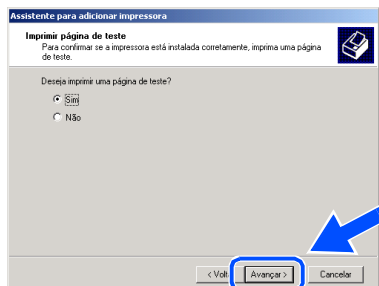 Assistente para adicionar impressora
Imprimir página de teste
Para confirmar se a impressora está instalada corretamente, imprima uma página
de teste.
Deseja imprimir uma página de teste?
Sim
Não
< Volt
Avançar >
Cancelar